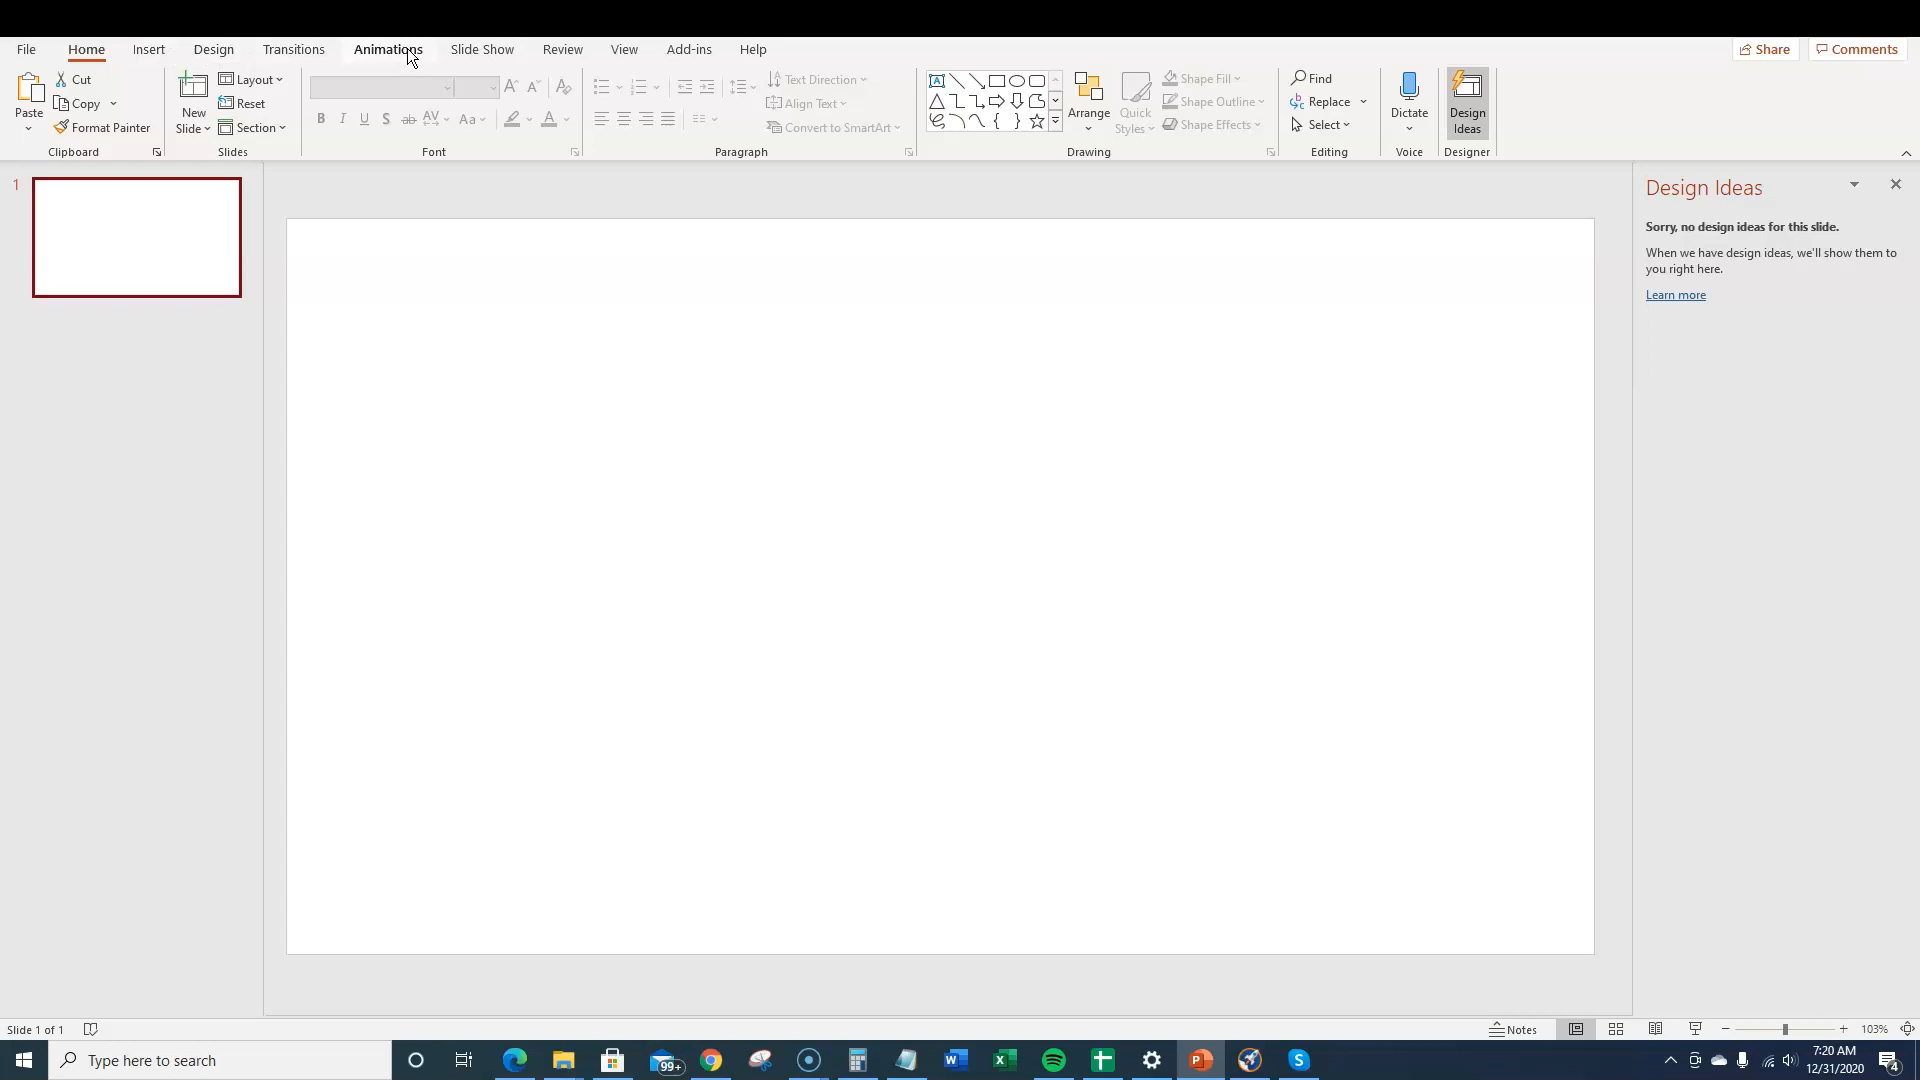 File Home Insert Design Transitions Animations Slide Show Review View Add-ins Help Share Comments
Paste Cut Copy Format Painter Clipboard
New Slide Layout Reset Section Slides
B I U S ab AV Aa A Font
Text Direction Align Text Convert to SmartArt Paragraph
Arrange Quick Styles Shape Fill Shape Outline Shape Effects Drawing
Find Replace Select Editing
Dictate Voice
Design Ideas Designer
1
Design Ideas
Sorry, no design ideas for this slide.
When we have design ideas, we'll show them to
you right here.
Learn more
Slide 1 of 1 Notes 103%
Type here to search 99+ 7:20 AM
12/31/2020 4